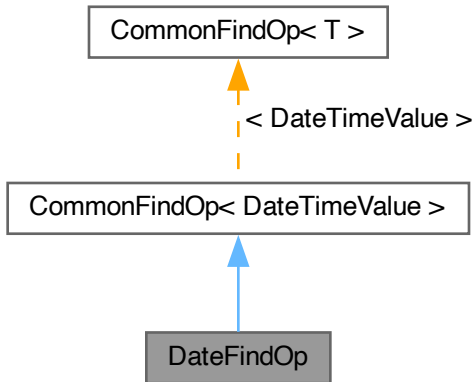 CommonFindOp< T >
< DateTimeValue >
CommonFindOp< DateTimeValue >
DateFindOp